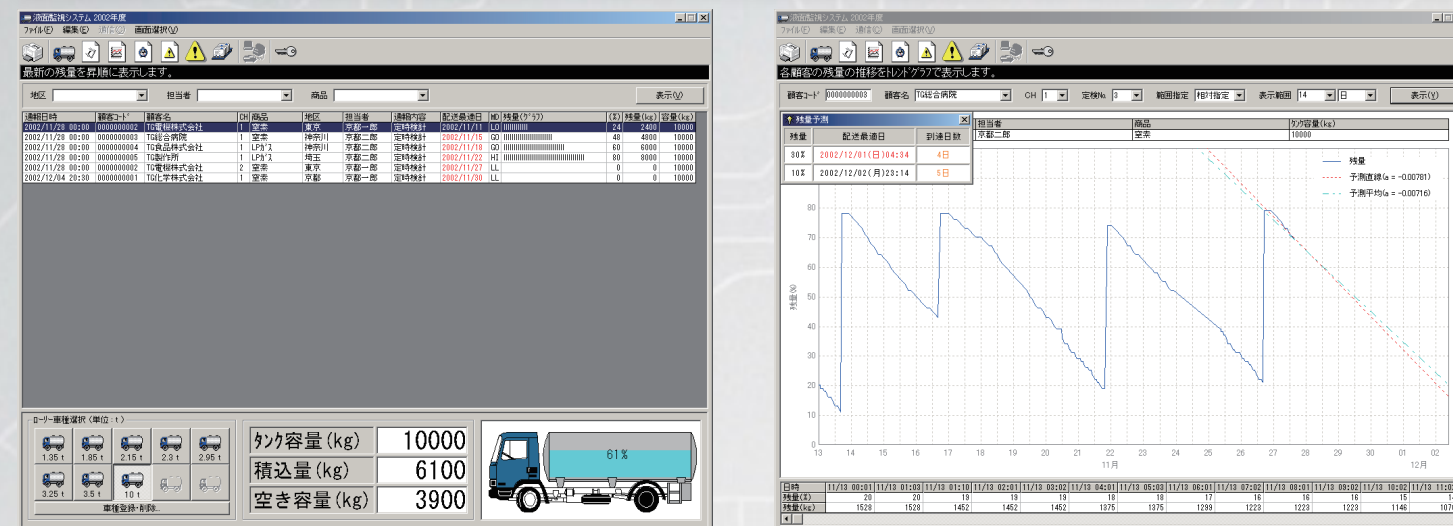 液面監視システム 2002年度
ファイル(F) 編集(E) 通信(C) 画面選択(V)
最新の残量を昇順に表示します。
地区 担当者 商品 表示(V)
通報日時 顧客コード 顧客名 CH 商品 地区 担当者 通報内容 配送最適日 MD 残量(グラフ) (%) 残量(kg) 容量(kg)
2002/11/28 00:00 0000000002 TG電機株式会社 1 窒素 東京 京都一郎 定時検針 2002/11/11 LO 24 2400 10000
2002/11/28 00:00 0000000003 TG総合病院 1 窒素 神奈川 京都二郎 定時検針 2002/11/15 GO 48 4800 10000
2002/11/28 00:00 0000000004 TG食品株式会社 1 LPガス 神奈川 京都二郎 定時検針 2002/11/18 GO 60 6000 10000
2002/11/28 00:00 0000000005 TG製作所 1 LPガス 埼玉 京都三郎 定時検針 2002/11/22 HI 80 8000 10000
2002/11/28 00:00 0000000002 TG電機株式会社 2 窒素 東京 京都一郎 定時検針 2002/11/27 LL 0 0 10000
2002/12/04 20:30 0000000001 TG化学株式会社 1 窒素 京都 京都一郎 定時検針 2002/11/30 LL 0 0 10000
ローリー車種選択(単位:t)
1.35 t 1.85 t 2.15 t 2.3 t 2.95 t
3.25 t 3.5 t 10 t
車種登録・削除...
タンク容量(kg) 10000
積込量(kg) 6100
空き容量(kg) 3900
61%
液面監視システム 2002年度
ファイル(F) 編集(E) 通信(C) 画面選択(V)
各顧客の残量の推移をトレンドグラフで表示します。
顧客コード 0000000003 顧客名 TG総合病院 CH 1 定検No. 3 範囲指定 相対指定 表示範囲 14 日 表示(V)
残量予測
残量 配送最適日 到達日数
30% 2002/12/01(日)04:34 4日
10% 2002/12/02(月)23:14 5日
担当者 商品 タンク容量(kg)
京都二郎 窒素 10000
残量
予測直線(a = -0.00781)
予測平均(a = -0.00716)
残量(%)
80
70
60
50
40
30
20
10
0
13 14 15 16 17 18 19 20 21 22 23 24 25 26 27 28 29 30 01 02
11月 12月
日時 11/13 00:01 11/13 01:03 11/13 01:10 11/13 02:01 11/13 03:02 11/13 04:01 11/13 05:03 11/13 06:01 11/13 07:02 11/13 08:01 11/13 09:02 11/13 10:02 11/13 11:0
残量(%) 20 20 19 19 19 18 18 17 16 16 16 15
残量(kg) 1528 1528 1452 1452 1452 1375 1375 1299 1223 1223 1223 1146 107